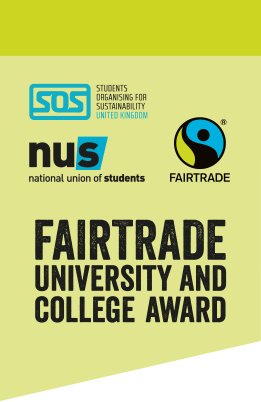 SOS
STUDENTS
ORGANISING FOR
SUSTAINABILITY
UNITED KINGDOM
nus
national union of students
®
FAIRTRADE
FAIRTRADE
UNIVERSITY AND
COLLEGE AWARD